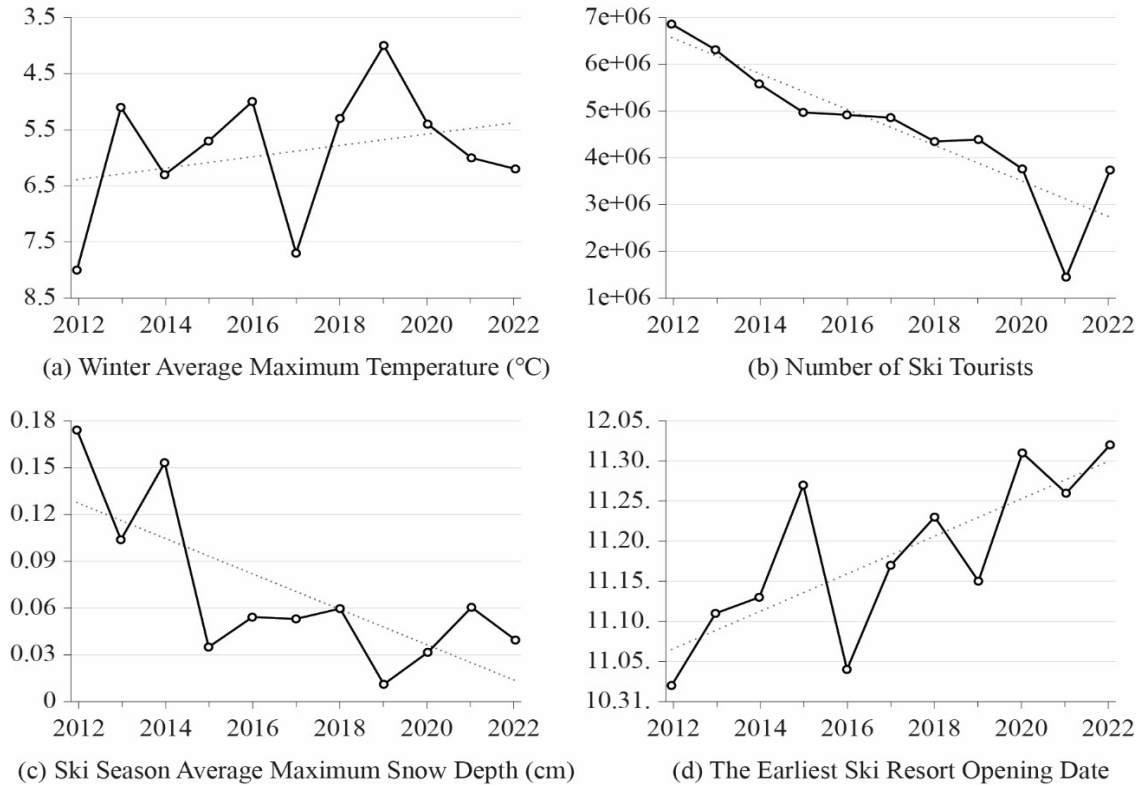 3.5
4.5
5.5
6.5
7.5
8.5
2012 2014 2016 2018 2020 2022
(a) Winter Average Maximum Temperature (°C)
7e+06
6e+06
5e+06
4e+06
3e+06
2e+06
1e+06
2012 2014 2016 2018 2020 2022
(b) Number of Ski Tourists
0.18
0.15
0.12
0.09
0.06
0.03
0
2012 2014 2016 2018 2020 2022
(c) Ski Season Average Maximum Snow Depth (cm)
12.05.
11.30.
11.25.
11.20.
11.15.
11.10.
11.05.
10.31.
2012 2014 2016 2018 2020 2022
(d) The Earliest Ski Resort Opening Date